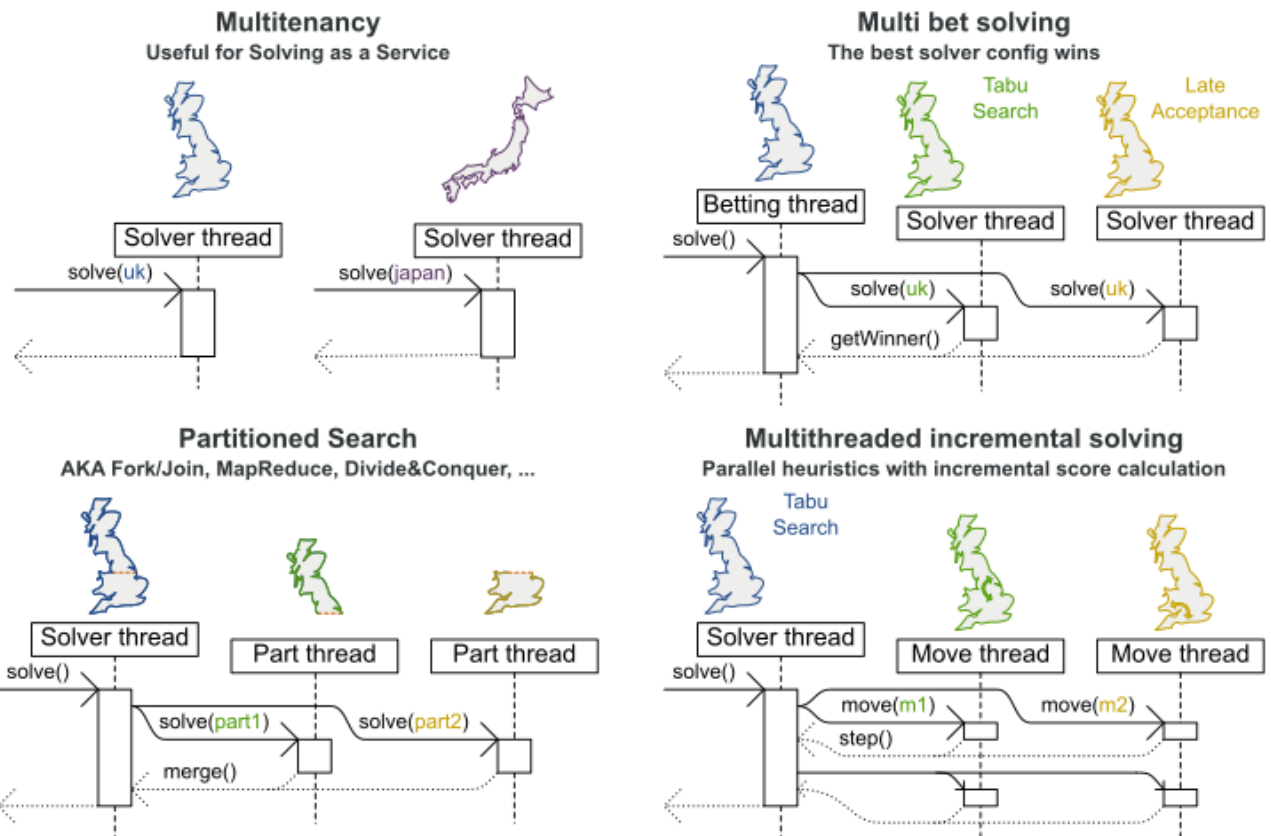 Multitenancy
Useful for Solving as a Service
Solver thread
Solver thread
solve(uk)
solve(japan)
Multi bet solving
The best solver config wins
Tabu
Search
Late
Acceptance
Betting thread
Solver thread
Solver thread
solve()
solve(uk)
solve(uk)
getWinner()
Partitioned Search
AKA Fork/Join, MapReduce, Divide&Conquer, ...
Solver thread
Part thread
Part thread
solve()
solve(part1)
solve(part2)
merge()
Multithreaded incremental solving
Parallel heuristics with incremental score calculation
Tabu
Search
Solver thread
Move thread
Move thread
solve()
move(m1)
move(m2)
step()